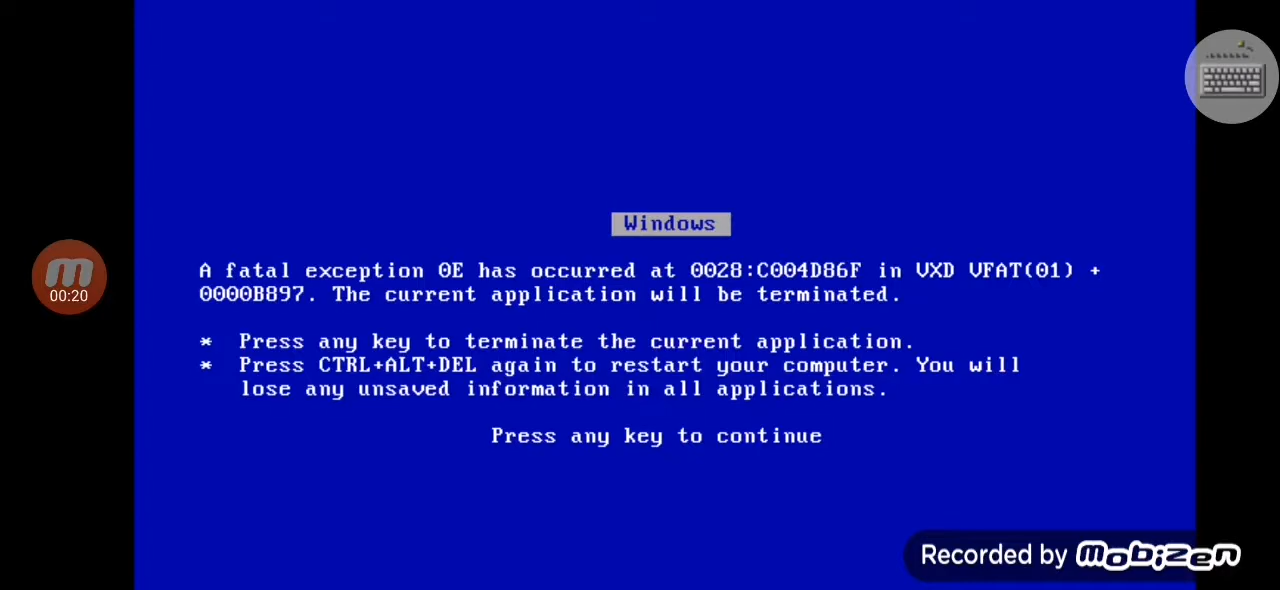 Windows
A fatal exception 0E has occurred at 0028:C004D86F in VXD VFAT(01) +
0000B897. The current application will be terminated.
* Press any key to terminate the current application.
* Press CTRL+ALT+DEL again to restart your computer. You will
lose any unsaved information in all applications.
Press any key to continue
m
00:20
Recorded by mobizen